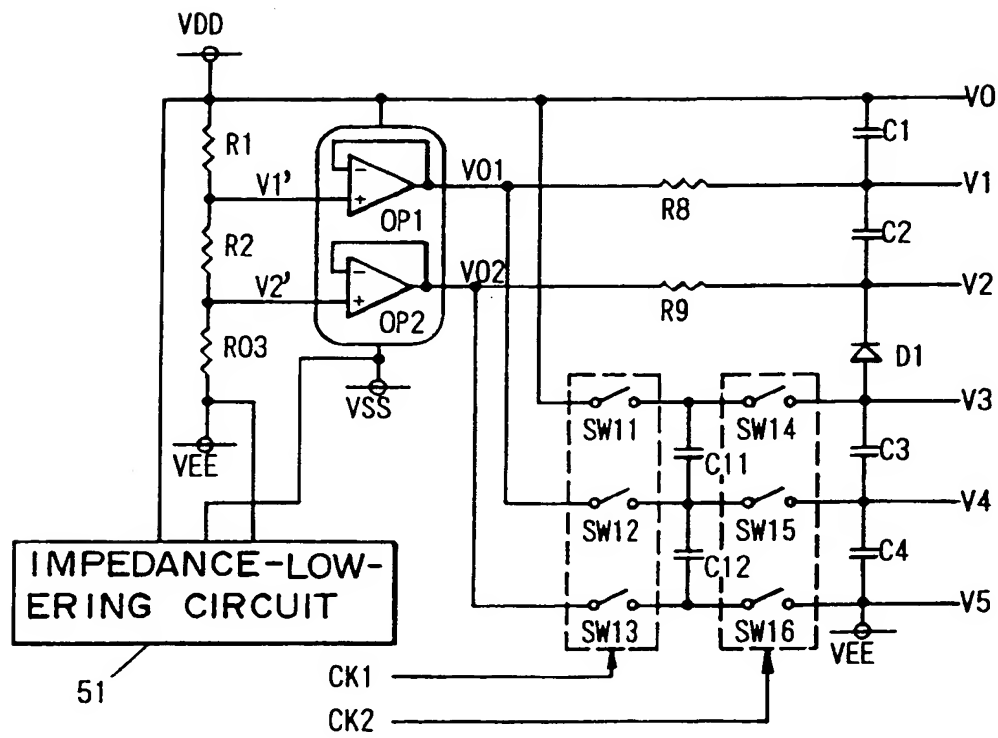 VDD
V0
R1
C1
V1'
V01
V1
-
+
OP1
R8
R2
C2
V2'
V02
V2
-
+
OP2
R9
R03
D1
VSS
V3
SW11
SW14
VEE
C11
C3
V4
SW12
SW15
IMPEDANCE-LOW-
ERING CIRCUIT
C12
C4
V5
SW13
SW16
VEE
51
CK1
CK2